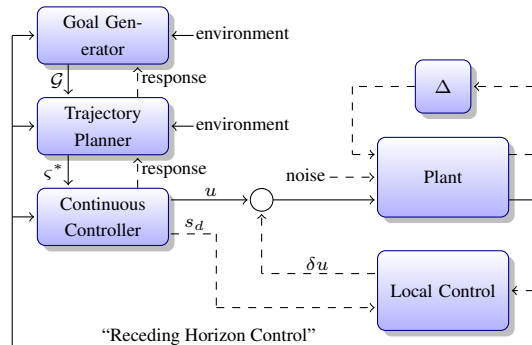 Goal Gen-
erator
environment
𝒢
response
Δ
Trajectory
Planner
environment
ς*
response
noise
Plant
Continuous
Controller
u
s_d
δu
Local Control
“Receding Horizon Control”